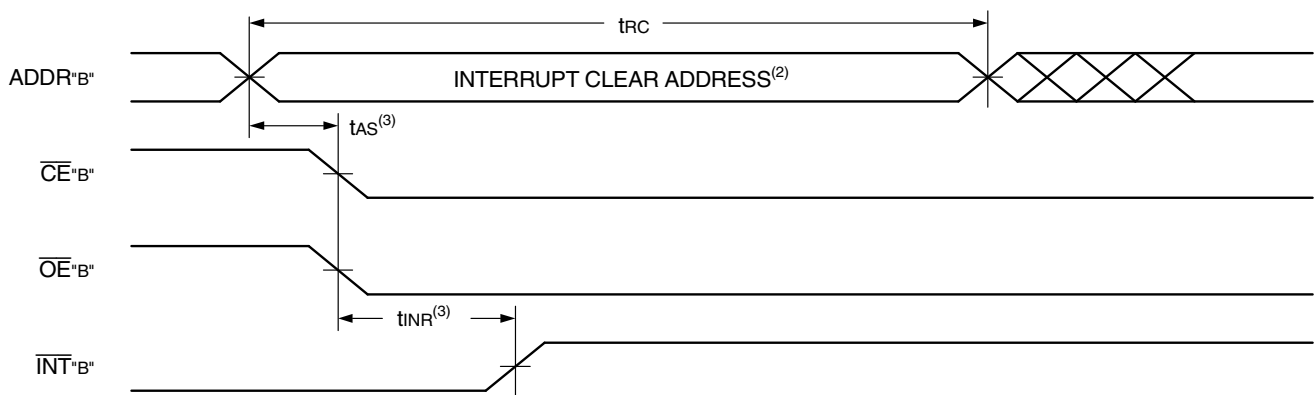 tRC
ADDR"B"
INTERRUPT CLEAR ADDRESS(2)
tAS(3)
CE"B"
OE"B"
tINR(3)
INT"B"